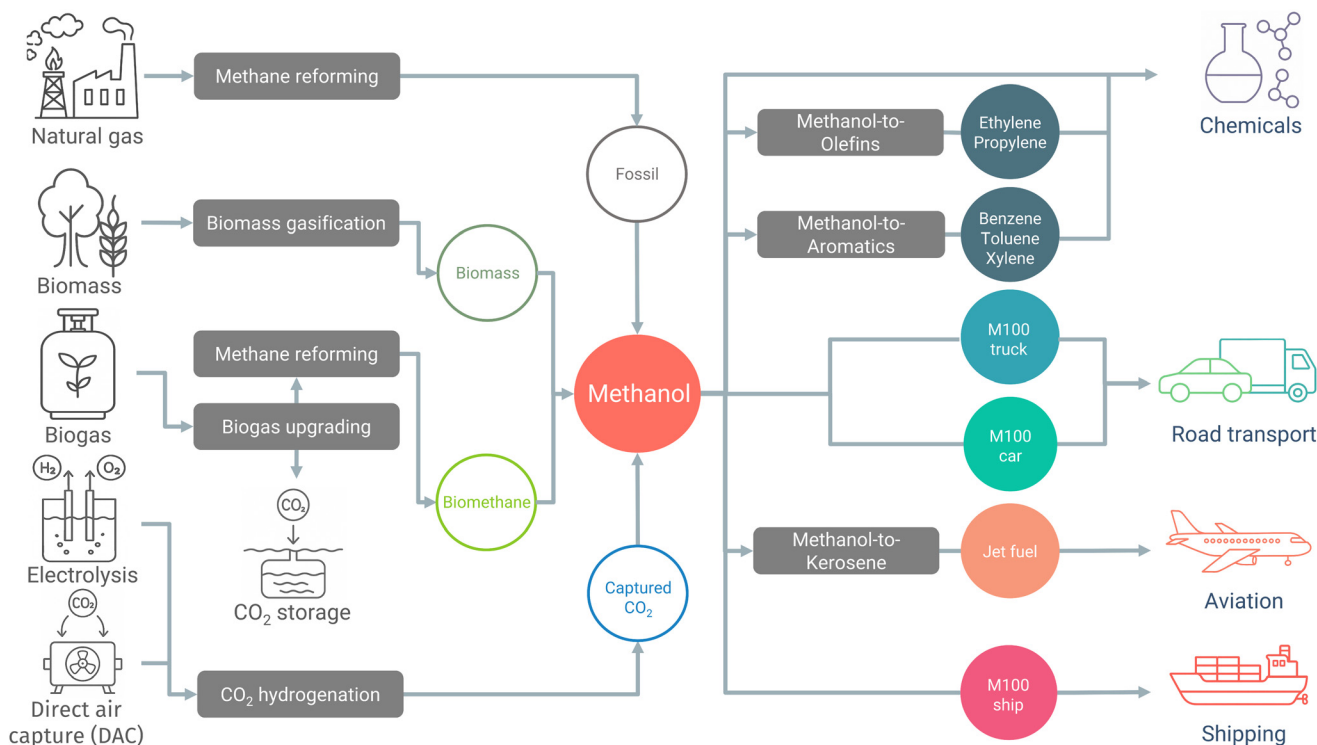 Natural gas
Methane reforming
Fossil
Biomass
Biomass gasification
Biomass
Biogas
Methane reforming
Biogas upgrading
Biomethane
CO₂
CO₂ storage
H₂
O₂
Electrolysis
CO₂
Direct air
capture (DAC)
CO₂ hydrogenation
Captured
CO₂
Methanol
Methanol-to-
Olefins
Ethylene
Propylene
Chemicals
Methanol-to-
Aromatics
Benzene
Toluene
Xylene
M100
truck
M100
car
Road transport
Methanol-to-
Kerosene
Jet fuel
Aviation
M100
ship
Shipping